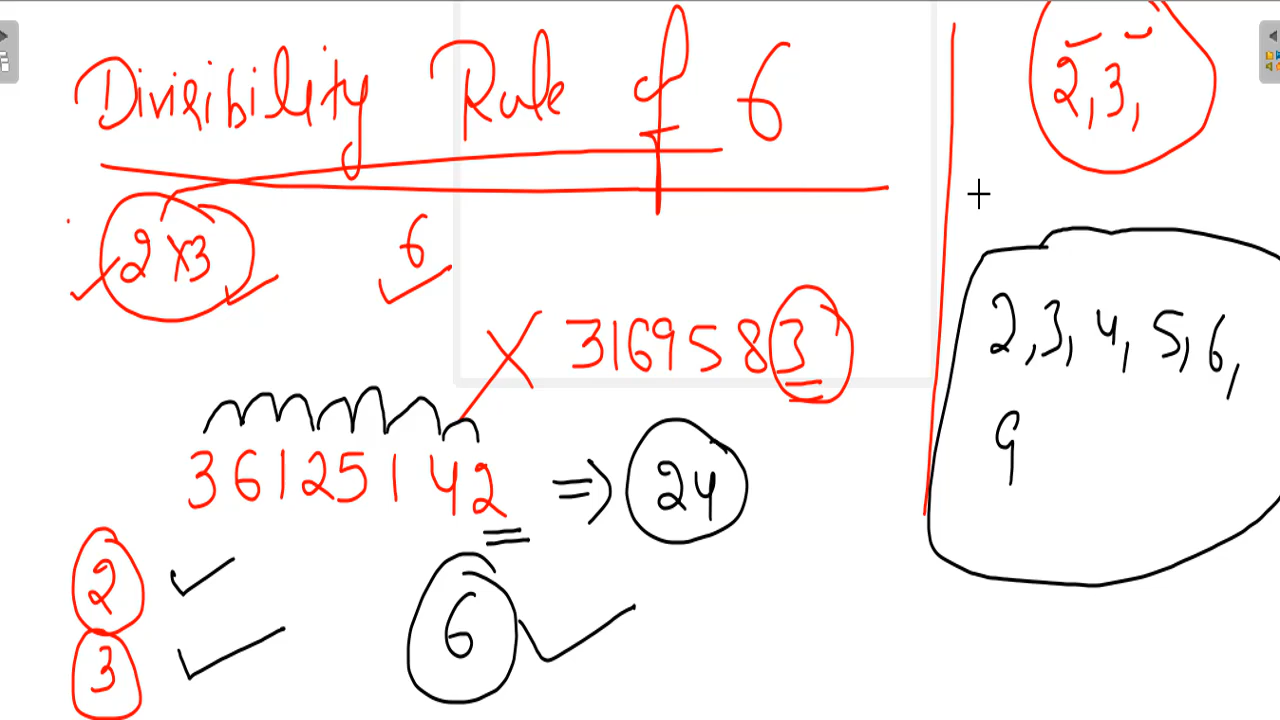 Divisibility Rule of 6
2, 3,
2 x 3
6
X 3169583
2, 3, 4, 5, 6,
9
36125142 => 24
2
6
3